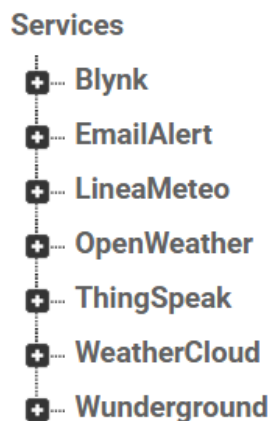 Services
Blynk
EmailAlert
LineaMeteo
OpenWeather
ThingSpeak
WeatherCloud
Wunderground